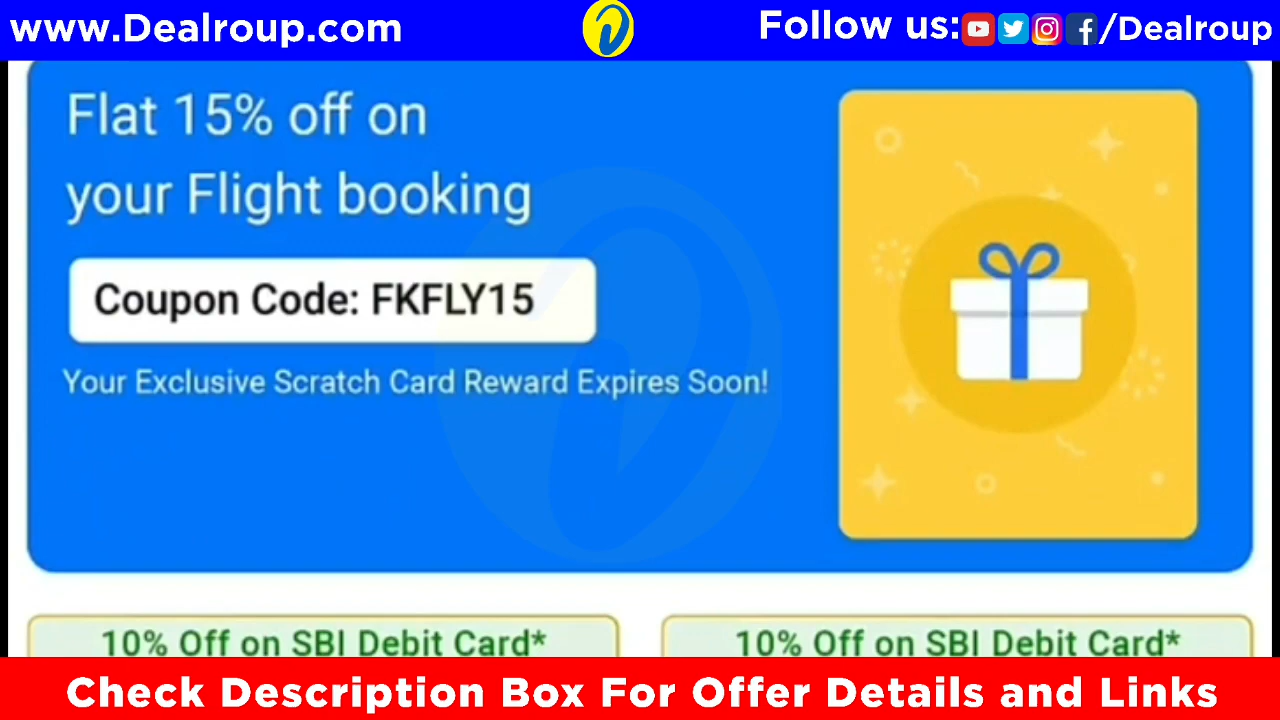 www.Dealroup.com
Follow us: /Dealroup
Flat 15% off on
your Flight booking
Coupon Code: FKFLY15
Your Exclusive Scratch Card Reward Expires Soon!
10% Off on SBI Debit Card*
10% Off on SBI Debit Card*
Check Description Box For Offer Details and Links